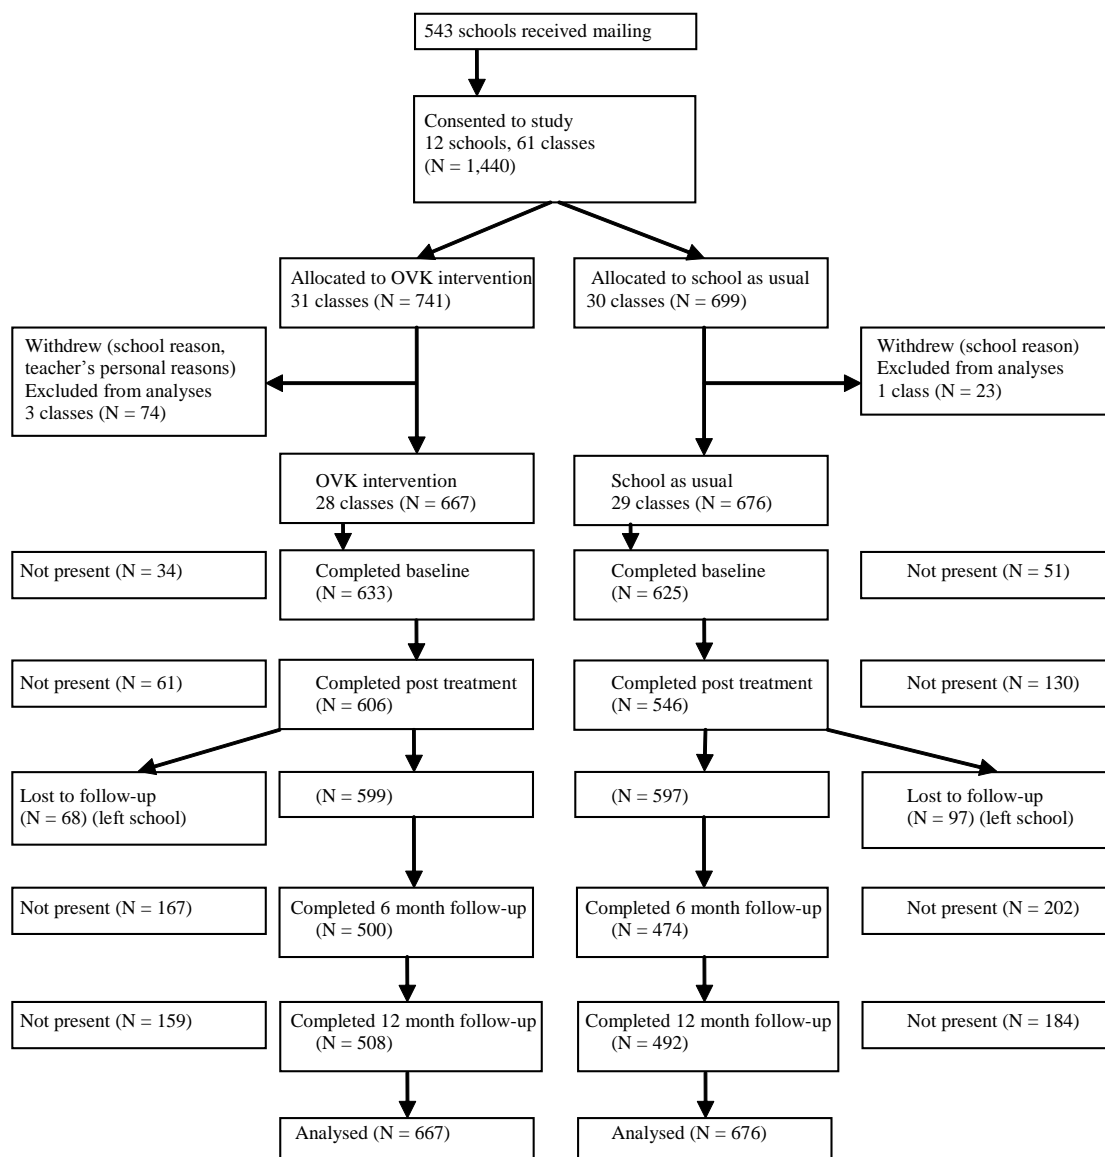 543 schools received mailing
Consented to study
12 schools, 61 classes
(N = 1,440)
Allocated to OVK intervention
31 classes (N = 741)
Allocated to school as usual
30 classes (N = 699)
Withdrew (school reason,
teacher's personal reasons)
Excluded from analyses
3 classes (N = 74)
Withdrew (school reason)
Excluded from analyses
1 class (N = 23)
OVK intervention
28 classes (N = 667)
School as usual
29 classes (N = 676)
Not present (N = 34)
Completed baseline
(N = 633)
Completed baseline
(N = 625)
Not present (N = 51)
Not present (N = 61)
Completed post treatment
(N = 606)
Completed post treatment
(N = 546)
Not present (N = 130)
Lost to follow-up
(N = 68) (left school)
(N = 599)
(N = 597)
Lost to follow-up
(N = 97) (left school)
Not present (N = 167)
Completed 6 month follow-up
(N = 500)
Completed 6 month follow-up
(N = 474)
Not present (N = 202)
Not present (N = 159)
Completed 12 month follow-up
(N = 508)
Completed 12 month follow-up
(N = 492)
Not present (N = 184)
Analysed (N = 667)
Analysed (N = 676)